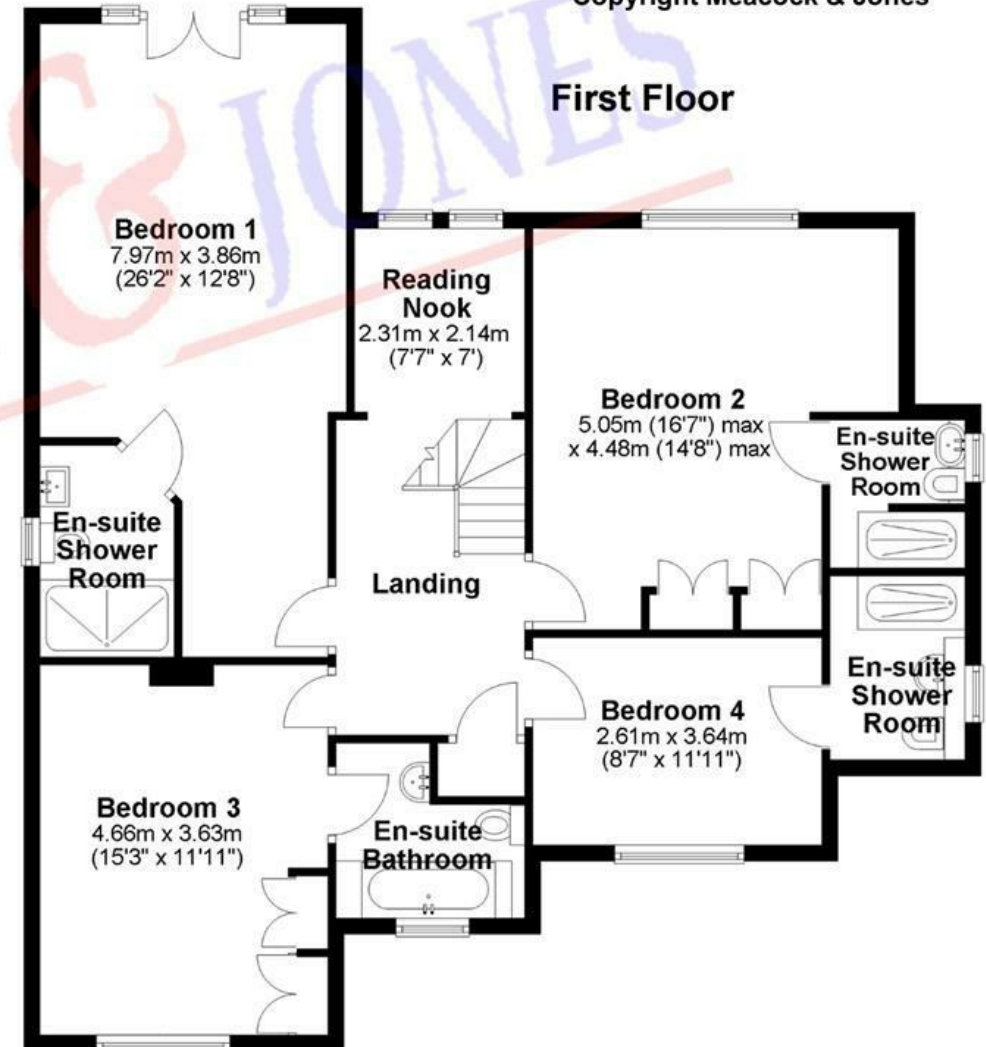 Copyright Meacock & Jones
First Floor
& JONES
Bedroom 1
7.97m x 3.86m
(26'2" x 12'8")
Reading
Nook
2.31m x 2.14m
(7'7" x 7')
Bedroom 2
5.05m (16'7") max
x 4.48m (14'8") max
En-suite
Shower
Room
En-suite
Shower
Room
Landing
En-suite
Shower
Room
Bedroom 4
2.61m x 3.64m
(8'7" x 11'11")
Bedroom 3
4.66m x 3.63m
(15'3" x 11'11")
En-suite
Bathroom